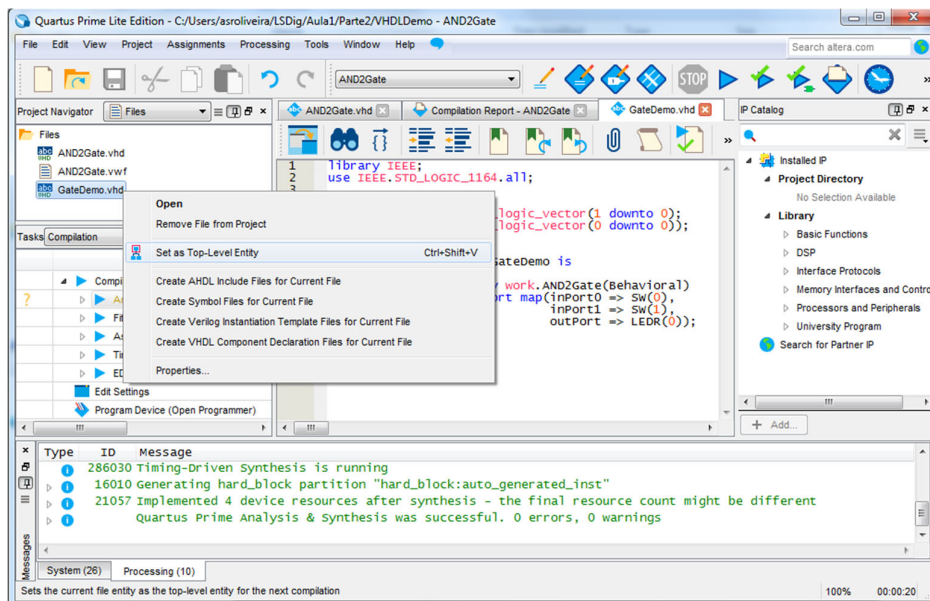 Quartus Prime Lite Edition - C:/Users/asroliveira/LSDig/Aula1/Parte2/VHDLDemo - AND2Gate
File Edit View Project Assignments Processing Tools Window Help
Search altera.com
AND2Gate
STOP
Project Navigator Files
AND2Gate.vhd
Compilation Report - AND2Gate
GateDemo.vhd
IP Catalog
Files
AND2Gate.vhd
AND2Gate.vwf
GateDemo.vhd
1 library IEEE;
2 use IEEE.STD_LOGIC_1164.all;
3
_logic_vector(1 downto 0);
_logic_vector(0 downto 0));
GateDemo is
work.AND2Gate(Behavioral)
rt map(inPort0 => SW(0),
inPort1 => SW(1),
outPort => LEDR(0));
Open
Remove File from Project
Set as Top-Level Entity Ctrl+Shift+V
Create AHDL Include Files for Current File
Create Symbol Files for Current File
Create Verilog Instantiation Template Files for Current File
Create VHDL Component Declaration Files for Current File
Properties...
Tasks Compilation
Compi
?
A
Fit
As
Ti
ED
Edit Settings
Program Device (Open Programmer)
Installed IP
Project Directory
No Selection Available
Library
Basic Functions
DSP
Interface Protocols
Memory Interfaces and Contro
Processors and Peripherals
University Program
Search for Partner IP
+ Add...
Type ID Message
286030 Timing-Driven Synthesis is running
16010 Generating hard_block partition "hard_block:auto_generated_inst"
21057 Implemented 4 device resources after synthesis - the final resource count might be different
Quartus Prime Analysis & Synthesis was successful. 0 errors, 0 warnings
Messages
System (26) Processing (10)
Sets the current file entity as the top-level entity for the next compilation
100% 00:00:20